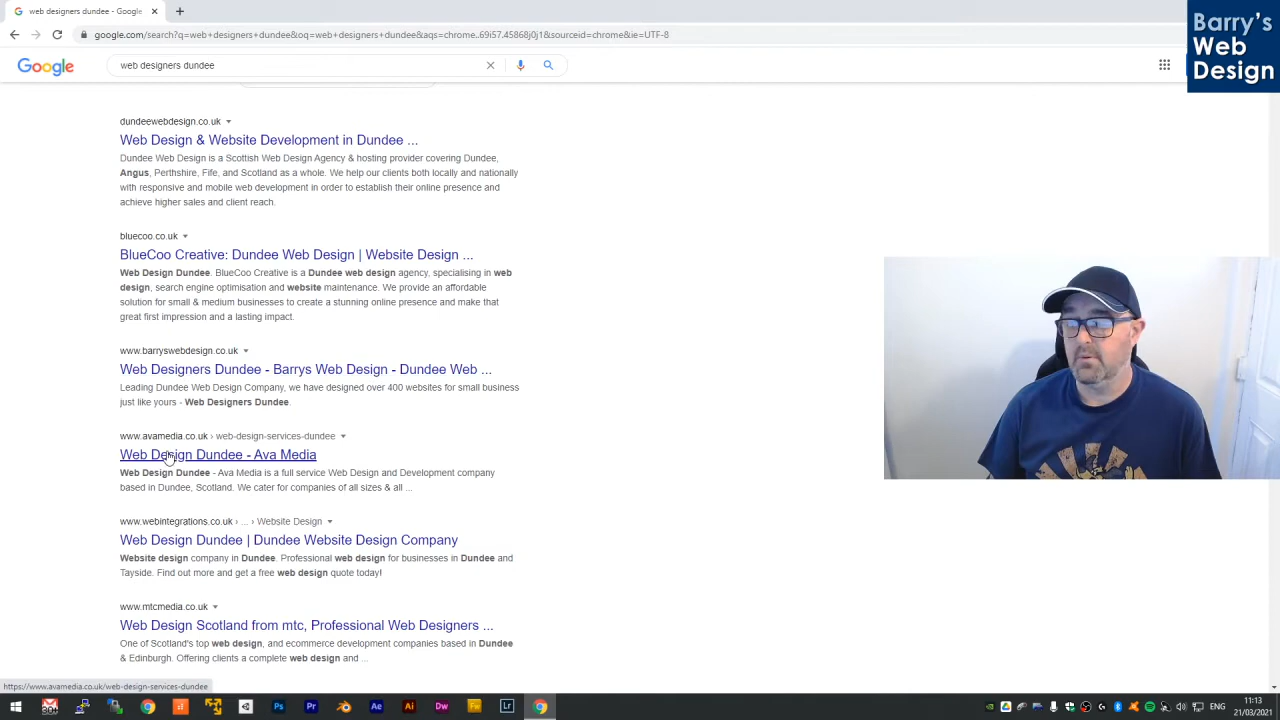 web designers dundee - Google
google.com/search?q=web+designers+dundee&oq=web+designers+dundee&aqs=chrome..69i57.45868j0j1&sourceid=chrome&ie=UTF-8
Barry's
Web
Design
Google
web designers dundee
dundeewebdesign.co.uk
Web Design & Website Development in Dundee ...
Dundee Web Design is a Scottish Web Design Agency & hosting provider covering Dundee,
Angus, Perthshire, Fife, and Scotland as a whole. We help our clients both locally and nationally
with responsive and mobile web development in order to establish their online presence and
achieve higher sales and client reach.
bluecoo.co.uk
BlueCoo Creative: Dundee Web Design | Website Design ...
Web Design Dundee. BlueCoo Creative is a Dundee web design agency, specialising in web
design, search engine optimisation and website maintenance. We provide an affordable
solution for small & medium businesses to create a stunning online presence and make that
great first impression and a lasting impact.
www.barryswebdesign.co.uk
Web Designers Dundee - Barrys Web Design - Dundee Web ...
Leading Dundee Web Design Company, we have designed over 400 websites for small business
just like yours - Web Designers Dundee.
www.avamedia.co.uk › web-design-services-dundee
Web Design Dundee - Ava Media
Web Design Dundee - Ava Media is a full service Web Design and Development company
based in Dundee, Scotland. We cater for companies of all sizes & all ...
www.webintegrations.co.uk › ... › Website Design
Web Design Dundee | Dundee Website Design Company
Website design company in Dundee. Professional web design for businesses in Dundee and
Tayside. Find out more and get a free web design quote today!
www.mtcmedia.co.uk
Web Design Scotland from mtc, Professional Web Designers ...
One of Scotland's top web design, and ecommerce development companies based in Dundee
& Edinburgh. Offering clients a complete web design and ...
https://www.avamedia.co.uk/web-design-services-dundee
30+
Ps
Pr
Ae
Ai
Dw
Fw
Lr
ENG
11:13
21/03/2021